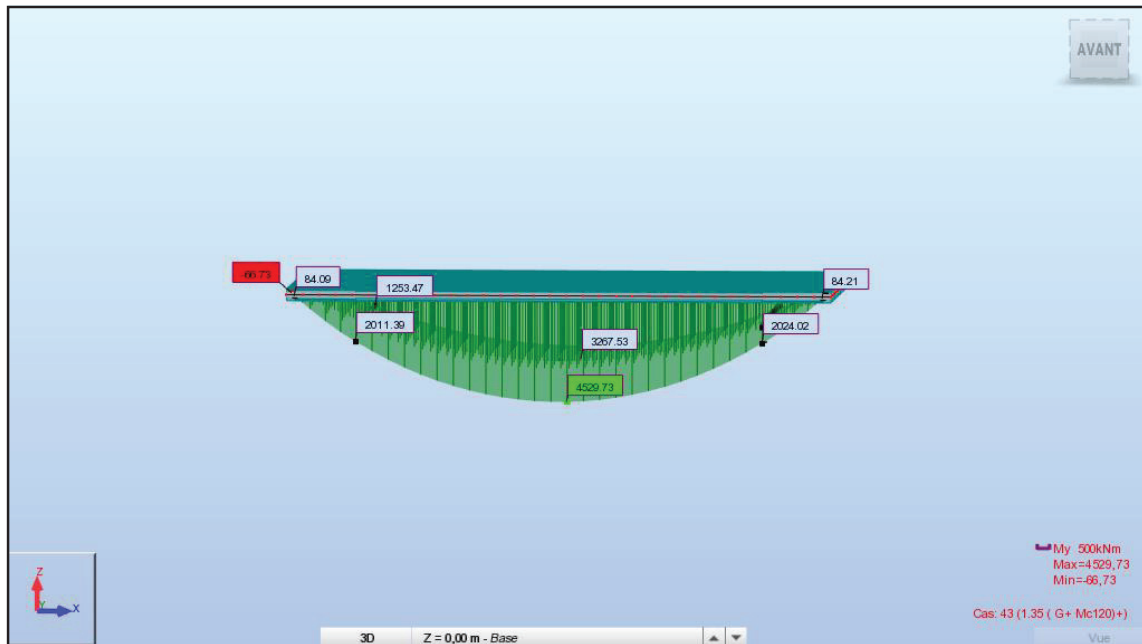 AVANT
-66.73
84.09
84.21
1253.47
2011.39
2024.02
3267.53
4529.73
My 500kNm
Max=4529,73
Min=-66,73
Cas: 43 (1.35 ( G+ Mc120)+)
Z
Y
X
3D Z = 0,00 m - Base
Vue